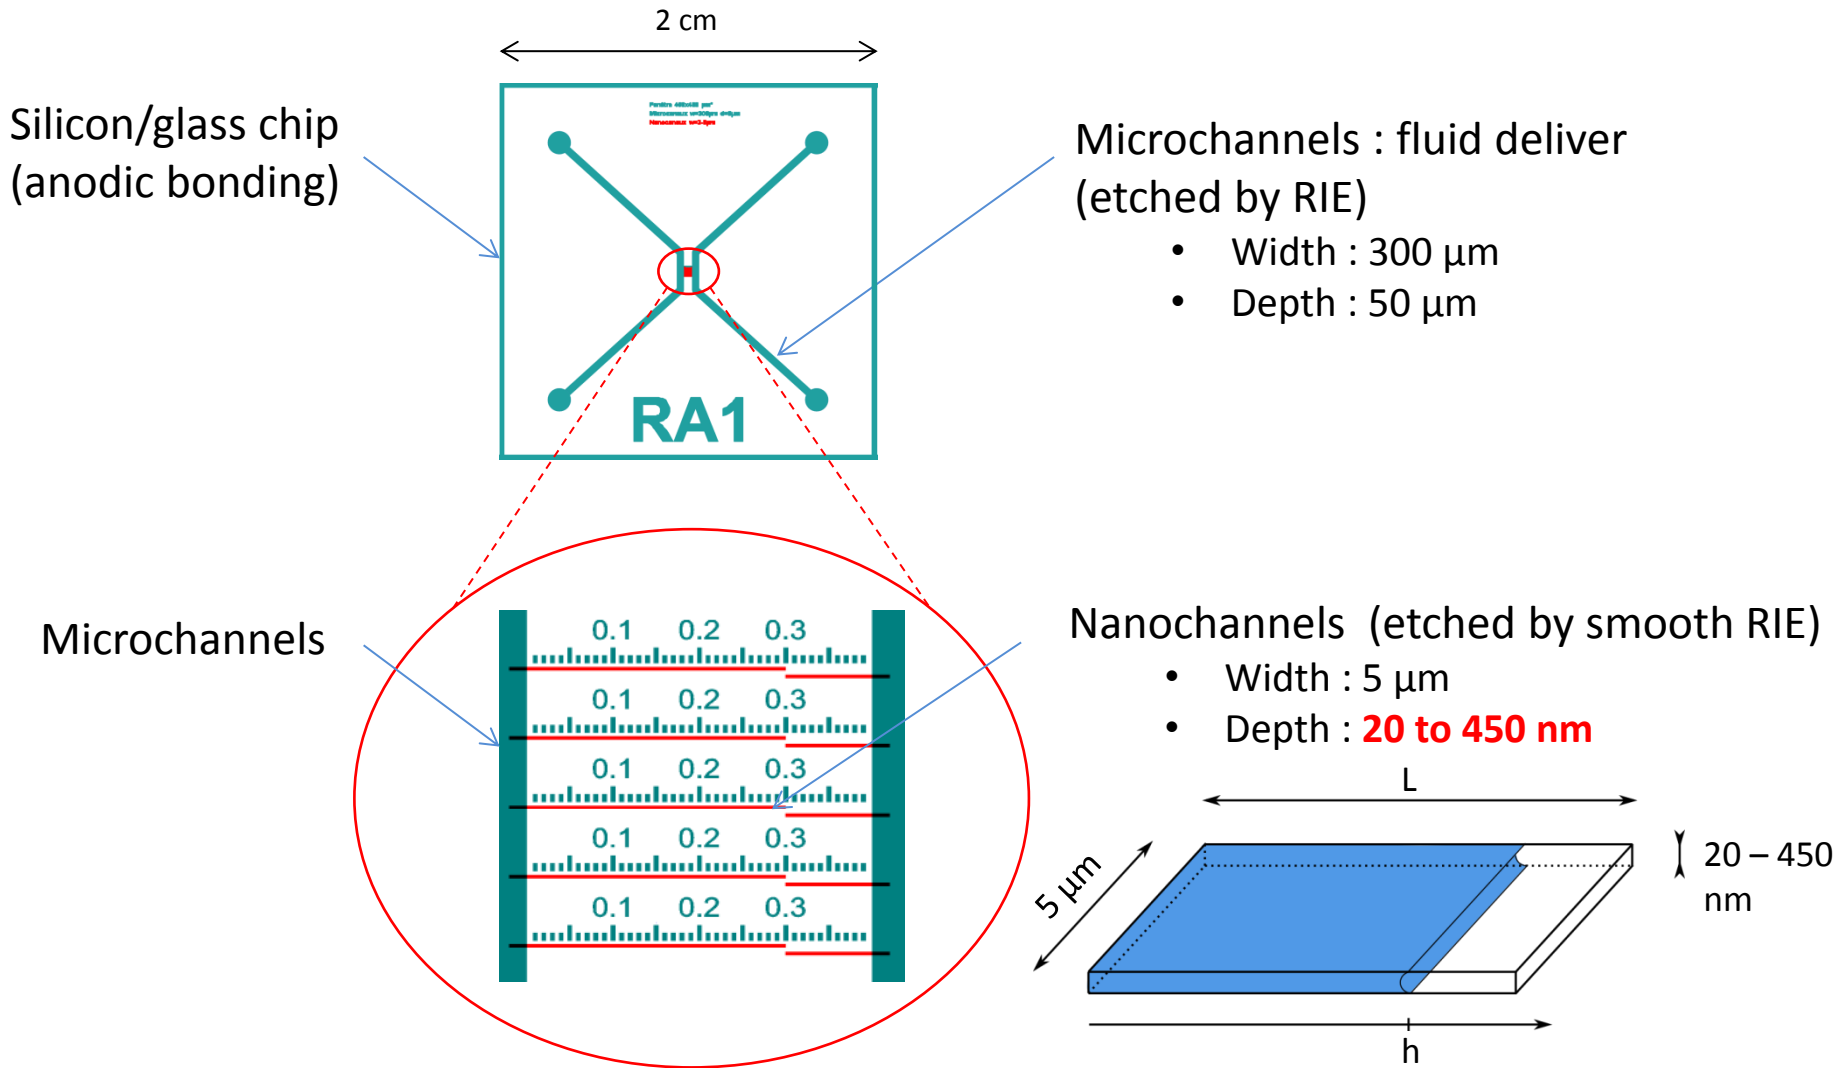 2 cm
Silicon/glass chip
(anodic bonding)
Microchannels : fluid deliver
(etched by RIE)
• Width : 300 µm
• Depth : 50 µm
RA1
Microchannels
0.1 0.2 0.3
0.1 0.2 0.3
0.1 0.2 0.3
0.1 0.2 0.3
0.1 0.2 0.3
Nanochannels (etched by smooth RIE)
• Width : 5 µm
• Depth : 20 to 450 nm
L
5 µm
20 – 450
nm
h